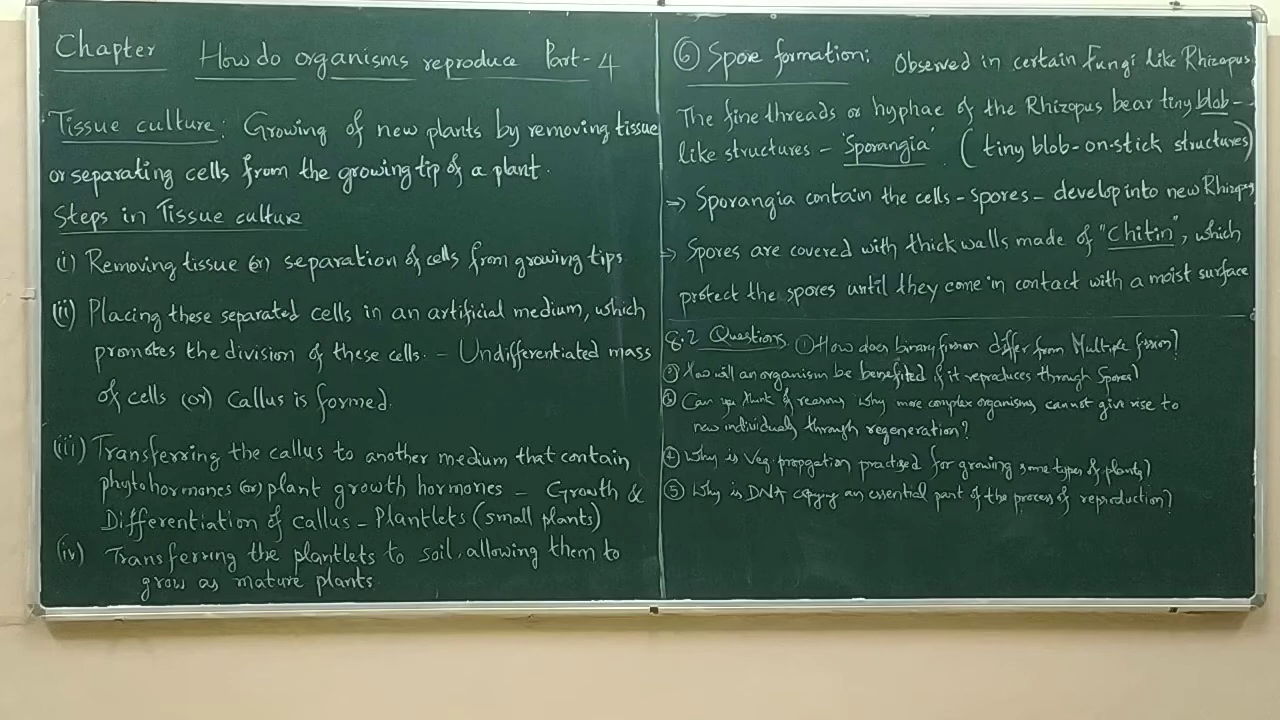 Chapter How do organisms reproduce Part-4
Tissue culture: Growing of new plants by removing tissue
or separating cells from the growing tip of a plant.
Steps in Tissue culture
(i) Removing tissue (or) separation of cells from growing tips
(ii) Placing these separated cells in an artificial medium, which
promotes the division of these cells. - Undifferentiated mass
of cells (or) Callus is formed.
(iii) Transferring the callus to another medium that contain
phytohormones (or) plant growth hormones - Growth &
Differentiation of callus - Plantlets (small plants)
(iv) Transferring the plantlets to soil, allowing them to
grow as mature plants.
⑥ Spore formation: Observed in certain Fungi like Rhizopus
The fine threads or hyphae of the Rhizopus bear tiny blob-
like structures - 'Sporangia' (tiny blob-on-stick structures)
=> Sporangia contain the cells - spores - develop into new Rhizopus
=> Spores are covered with thick walls made of "Chitin", which
protect the spores until they come in contact with a moist surface
8.2 Questions ① How does binary fission differ from Multiple fission?
② How will an organism be benefited if it reproduces through Spores?
③ Can you think of reasons why more complex organisms cannot give rise to
new individuals through regeneration?
④ Why is Veg. propgation practised for growing some types of plants?
⑤ Why is DNA copying an essential part of the process of reproduction?